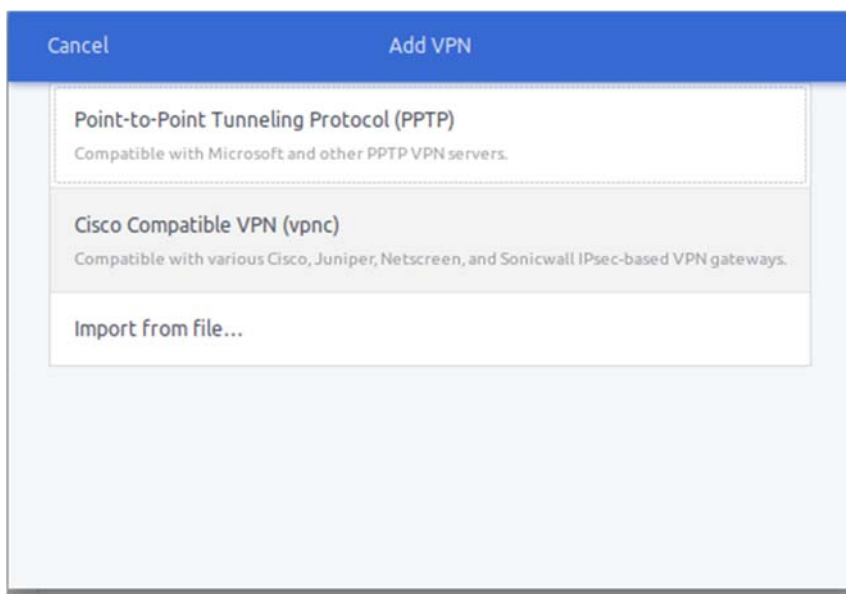 Cancel
Add VPN
Point-to-Point Tunneling Protocol (PPTP)
Compatible with Microsoft and other PPTP VPN servers.
Cisco Compatible VPN (vpnc)
Compatible with various Cisco, Juniper, Netscreen, and Sonicwall IPsec-based VPN gateways.
Import from file…